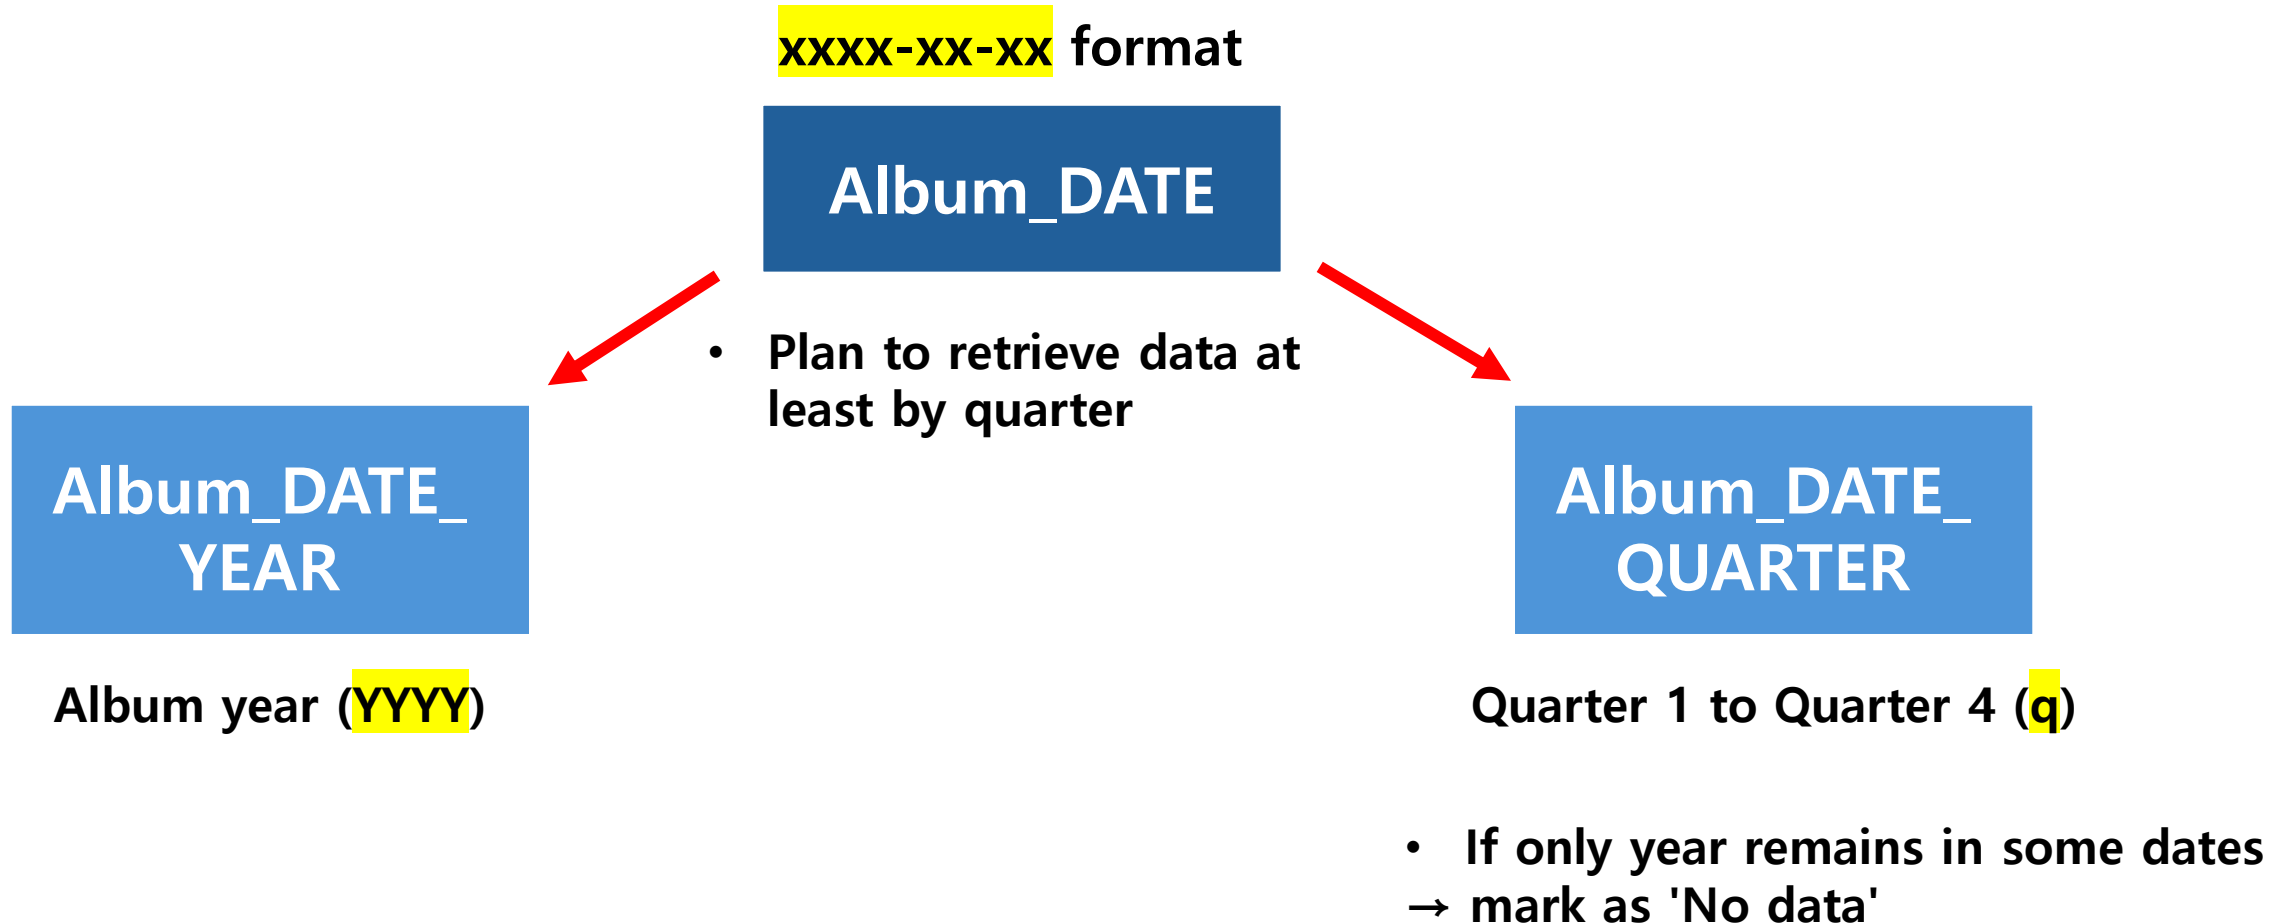 xxxx-xx-xx format
Album_DATE
• Plan to retrieve data at
least by quarter
Album_DATE_
YEAR
Album year (YYYY)
Album_DATE_
QUARTER
Quarter 1 to Quarter 4 (q)
• If only year remains in some dates
→ mark as 'No data'